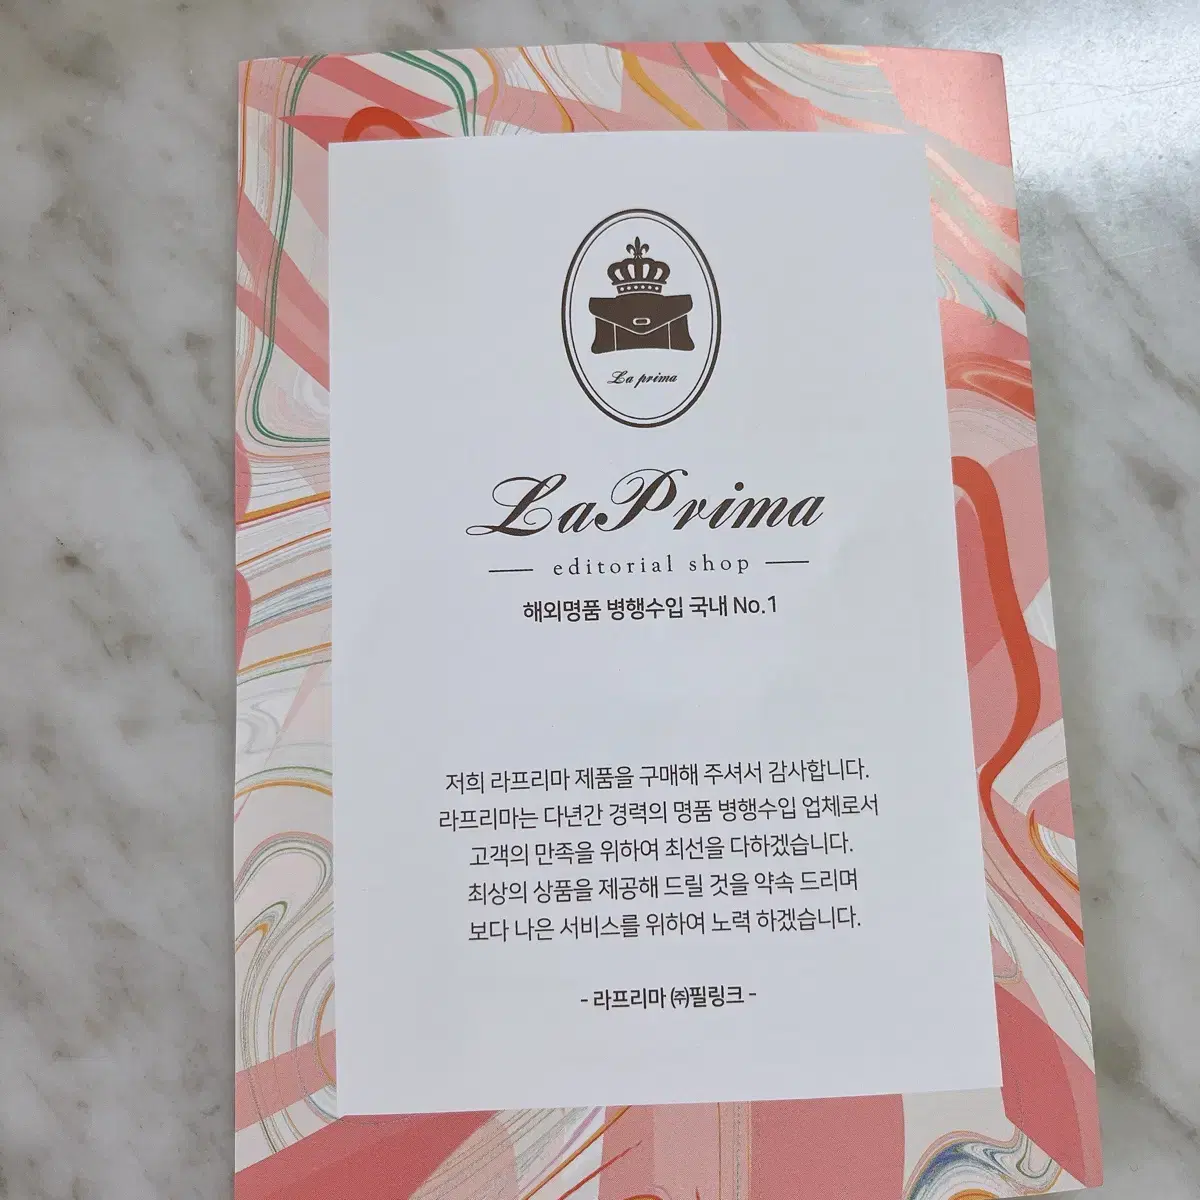 La prima
La Prima
editorial shop
해외명품 병행수입 국내 No.1
저희 라프리마 제품을 구매해 주셔서 감사합니다.
라프리마는 다년간 경력의 명품 병행수입 업체로서
고객의 만족을 위하여 최선을 다하겠습니다.
최상의 상품을 제공해 드릴 것을 약속 드리며
보다 나은 서비스를 위하여 노력 하겠습니다.
- 라프리마 ㈜필링크 -